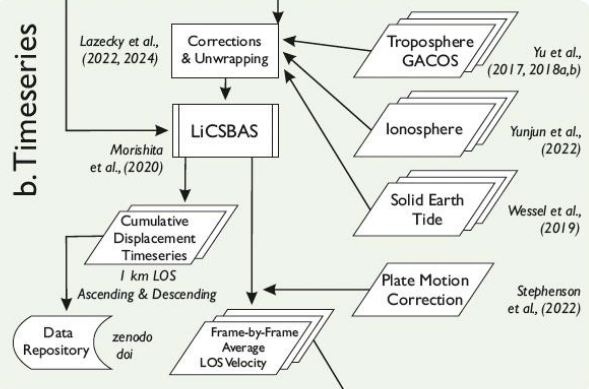 b. Timeseries
Lazecky et al.,
(2022, 2024)
Corrections
& Unwrapping
Troposphere
GACOS
Yu et al.,
(2017, 2018a,b)
Ionosphere
Yunjun et al.,
(2022)
LiCSBAS
Morishita
et al., (2020)
Solid Earth
Tide
Wessel et al.,
(2019)
Cumulative
Displacement
Timeseries
1 km LOS
Ascending & Descending
Plate Motion
Correction
Stephenson
et al., (2022)
Data
Repository
zenodo
doi
Frame-by-Frame
Average
LOS Velocity